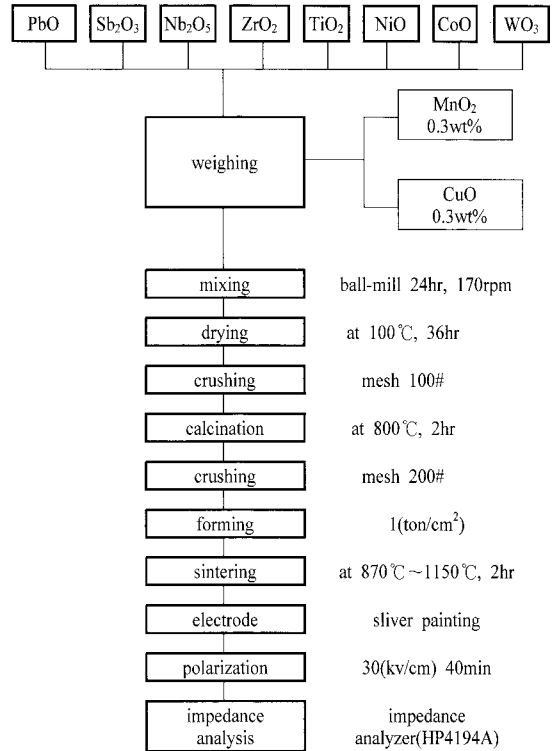 PbO Sb₂O₃ Nb₂O₅ ZrO₂ TiO₂ NiO CoO WO₃
MnO₂
0.3wt%
weighing
CuO
0.3wt%
mixing ball-mill 24hr, 170rpm
drying at 100℃, 36hr
crushing mesh 100#
calcination at 800℃, 2hr
crushing mesh 200#
forming 1(ton/cm²)
sintering at 870℃~1150℃, 2hr
electrode sliver painting
polarization 30(kv/cm) 40min
impedance impedance
analysis analyzer(HP4194A)